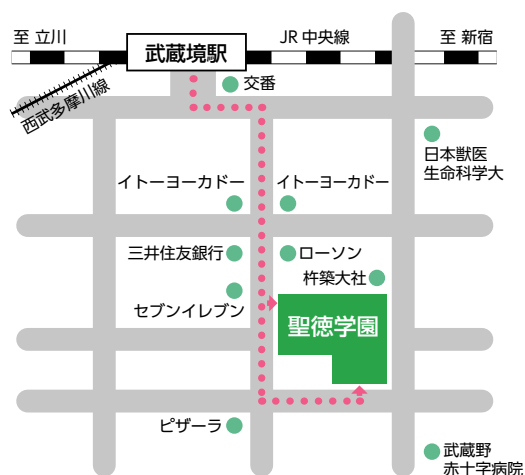 至 立川
武蔵境駅
JR 中央線
至 新宿
西武多摩川線
交番
日本獣医
生命科学大
イトーヨーカドー
イトーヨーカドー
三井住友銀行
ローソン
杵築大社
セブンイレブン
聖徳学園
ピザーラ
武蔵野
赤十字病院